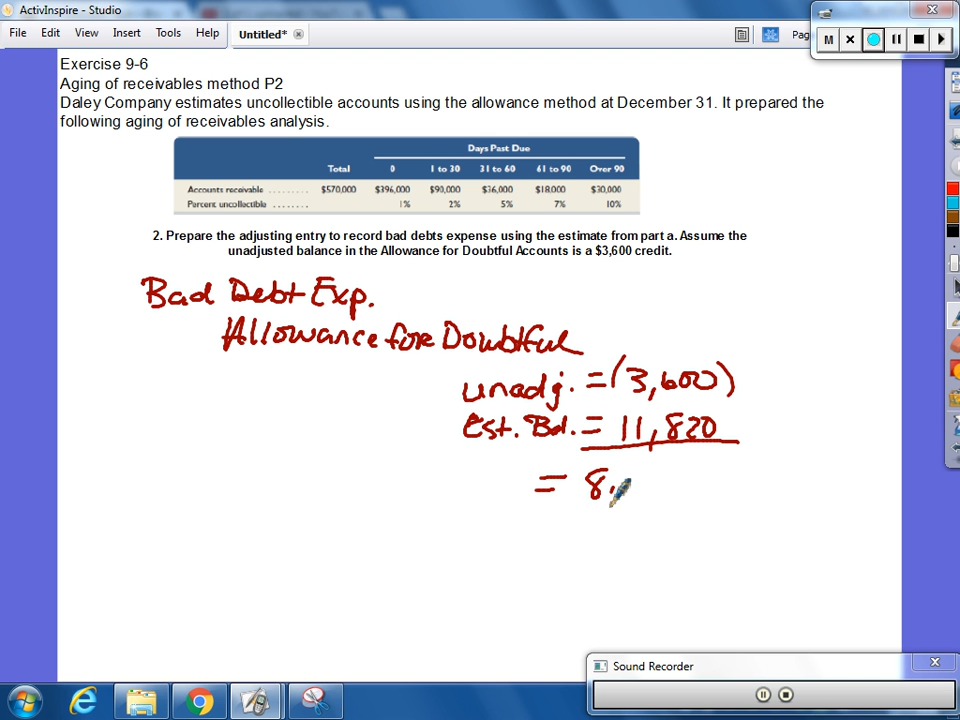 ActivInspire - Studio
File Edit View Insert Tools Help Untitled* Pag
M
Exercise 9-6
Aging of receivables method P2
Daley Company estimates uncollectible accounts using the allowance method at December 31. It prepared the
following aging of receivables analysis.
Days Past Due
Total 0 1 to 30 31 to 60 61 to 90 Over 90
Accounts receivable ......... $570,000 $396,000 $90,000 $36,000 $18,000 $30,000
Percent uncollectible ........ 1% 2% 5% 7% 10%
2. Prepare the adjusting entry to record bad debts expense using the estimate from part a. Assume the
unadjusted balance in the Allowance for Doubtful Accounts is a $3,600 credit.
Bad Debt Exp.
Allowance for Doubtful
unadj. = (3,600)
Est. Bal. = 11,820
= 8.
Sound Recorder